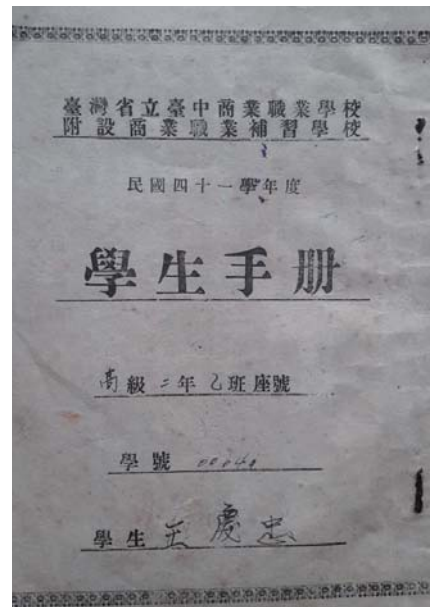 臺灣省立臺中商業職業學校
附設商業職業補習學校
民國四十一學年度
學生手册
高級二年乙班座號
學號
學生 王慶忠